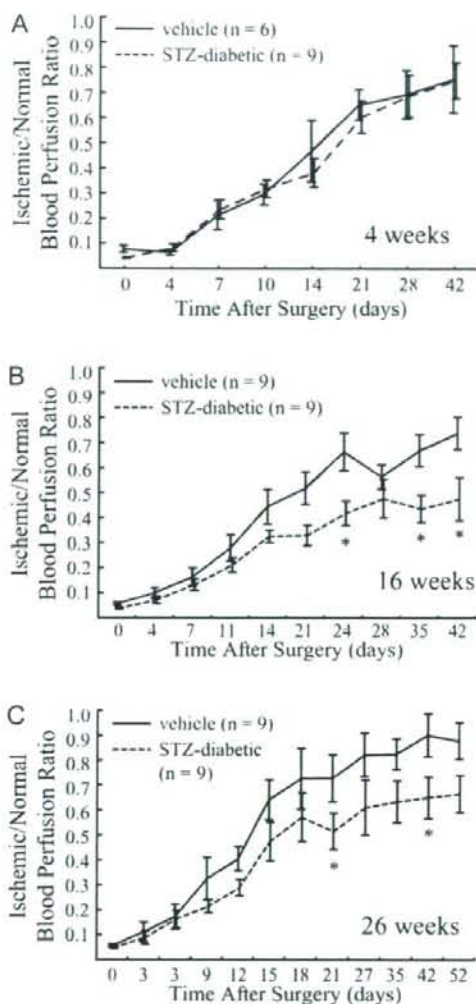 A
vehicle (n = 6)
STZ-diabetic (n = 9)
Ischemic/Normal
Blood Perfusion Ratio
1.0
0.9
0.8
0.7
0.6
0.5
0.4
0.3
0.2
0.1
4 weeks
0 4 7 10 14 21 28 42
Time After Surgery (days)
B
vehicle (n = 9)
STZ-diabetic (n = 9)
Ischemic/Normal
Blood Perfusion Ratio
1.0
0.9
0.8
0.7
0.6
0.5
0.4
0.3
0.2
0.1
*
*
*
16 weeks
0 4 7 11 14 21 24 28 35 42
Time After Surgery (days)
C
vehicle (n = 9)
STZ-diabetic
(n = 9)
Ischemic/Normal
Blood Perfusion Ratio
1.0
0.9
0.8
0.7
0.6
0.5
0.4
0.3
0.2
0.1
*
*
26 weeks
0 3 3 9 12 15 18 21 27 35 42 52
Time After Surgery (days)